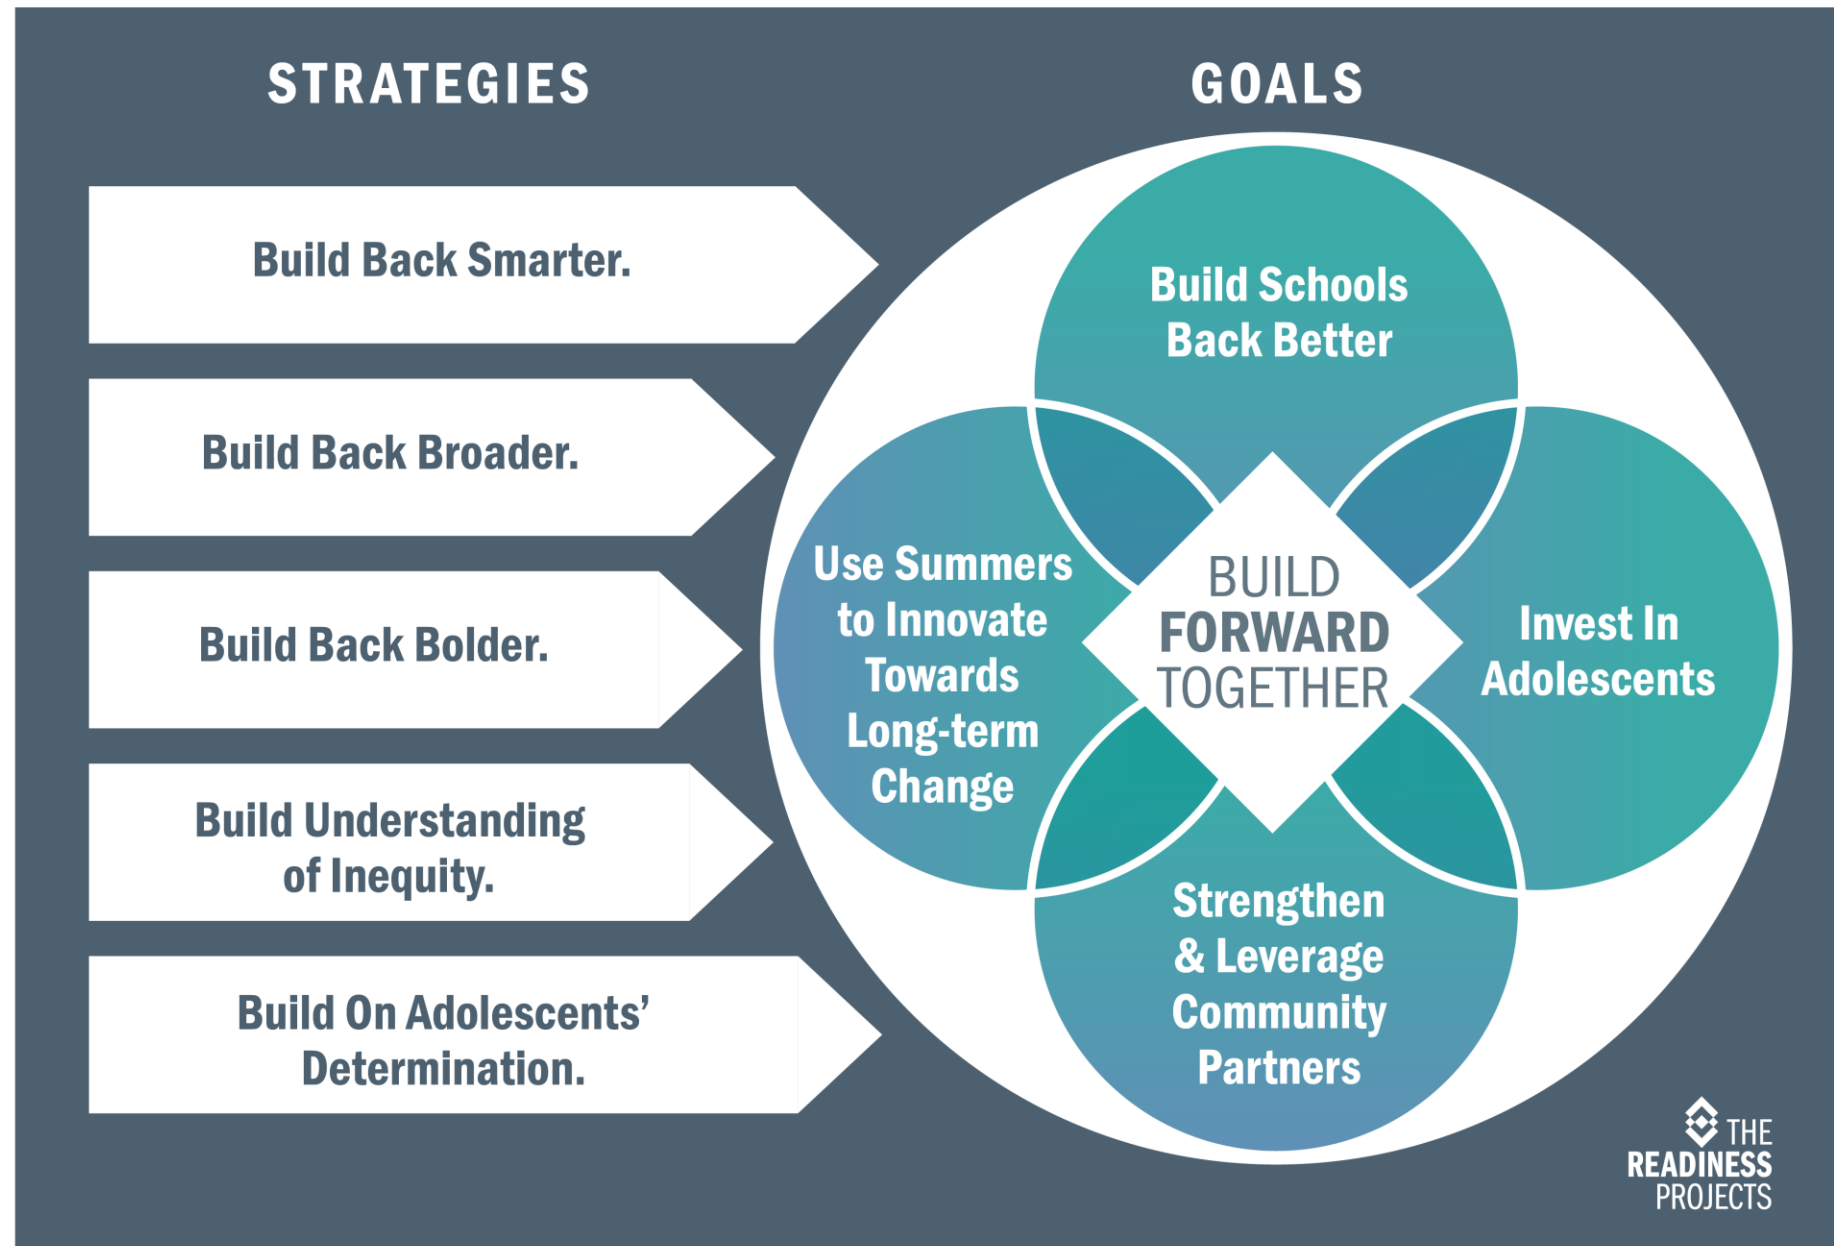 STRATEGIES
Build Back Smarter.
Build Back Broader.
Build Back Bolder.
Build Understanding
of Inequity.
Build On Adolescents’
Determination.
GOALS
Build Schools
Back Better
Use Summers
to Innovate
Towards
Long-term
Change
BUILD
FORWARD
TOGETHER
Invest In
Adolescents
Strengthen
& Leverage
Community
Partners
THE
READINESS
PROJECTS